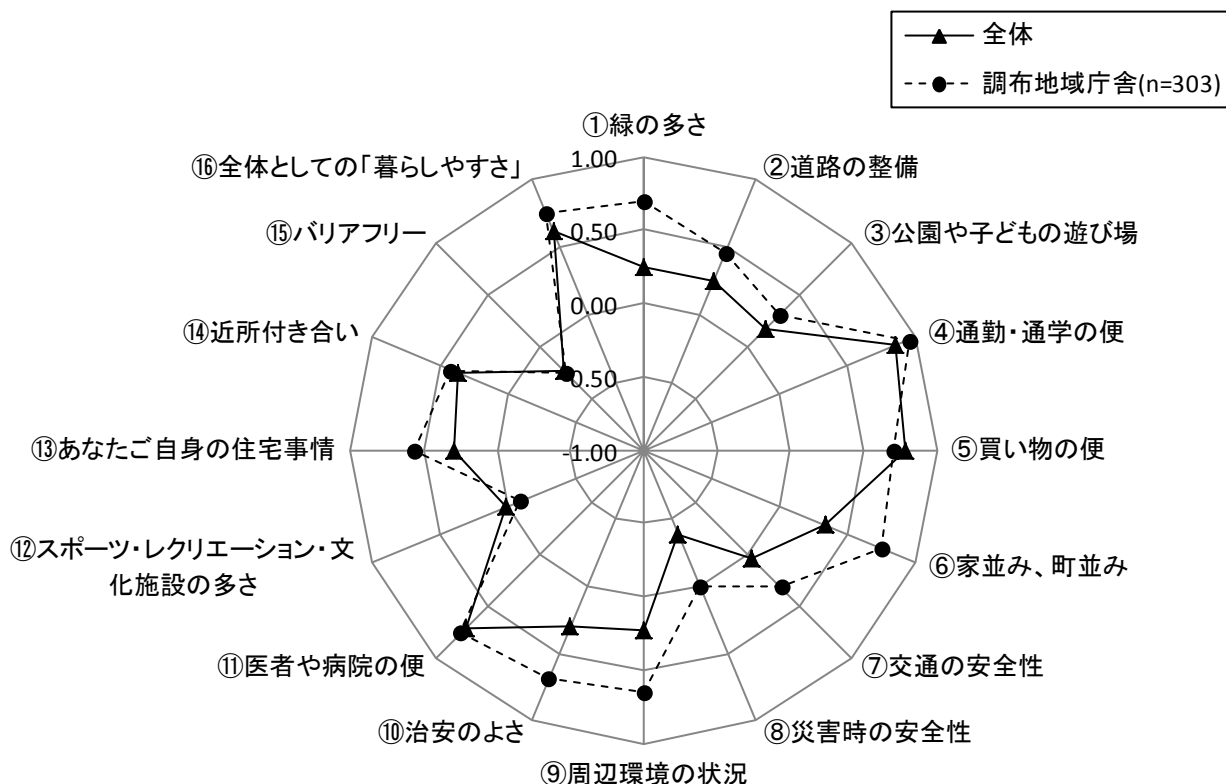 全体
調布地域庁舎(n=303)
①緑の多さ
②道路の整備
③公園や子どもの遊び場
④通勤・通学の便
⑤買い物の便
⑥家並み、町並み
⑦交通の安全性
⑧災害時の安全性
⑨周辺環境の状況
⑩治安のよさ
⑪医者や病院の便
⑫スポーツ・レクリエーション・文
化施設の多さ
⑬あなたご自身の住宅事情
⑭近所付き合い
⑮バリアフリー
⑯全体としての「暮らしやすさ」
1.00
0.50
0.00
-0.50
-1.00